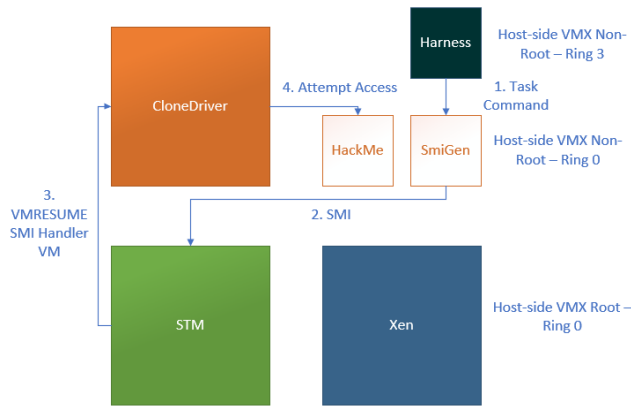 Harness
Host-side VMX Non-
Root – Ring 3
CloneDriver
4. Attempt Access
1. Task
Command
HackMe
SmiGen
Host-side VMX Non-
Root – Ring 0
3.
VMRESUME
SMI Handler
VM
2. SMI
STM
Xen
Host-side VMX Root –
Ring 0